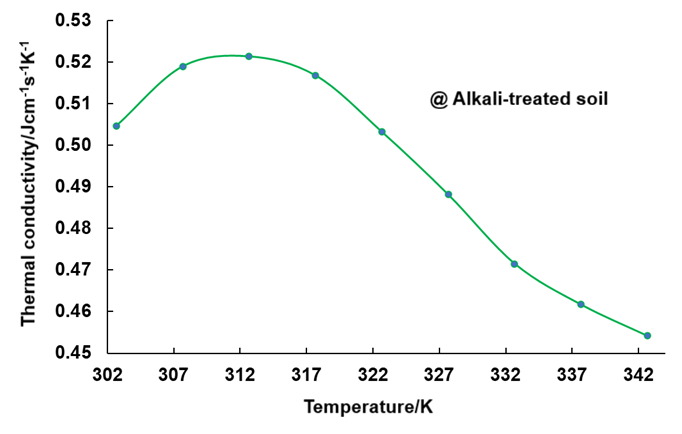 Thermal conductivity/Jcm⁻¹s⁻¹K⁻¹
0.53
0.52
0.51
0.50
0.49
0.48
0.47
0.46
0.45
@ Alkali-treated soil
302 307 312 317 322 327 332 337 342
Temperature/K